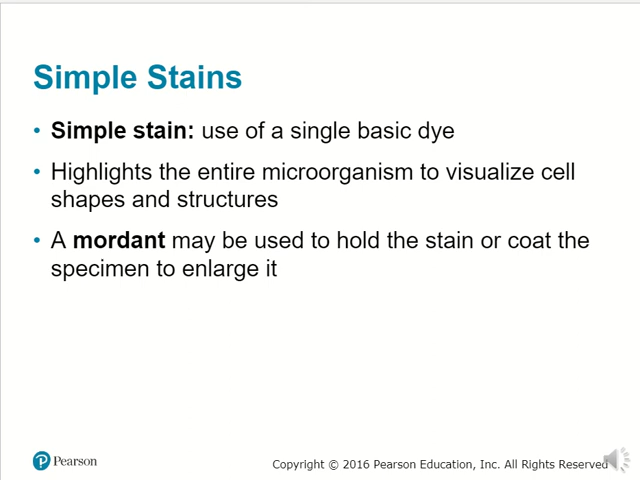 Simple Stains
• Simple stain: use of a single basic dye
• Highlights the entire microorganism to visualize cell
shapes and structures
• A mordant may be used to hold the stain or coat the
specimen to enlarge it
Pearson
Copyright © 2016 Pearson Education, Inc. All Rights Reserved